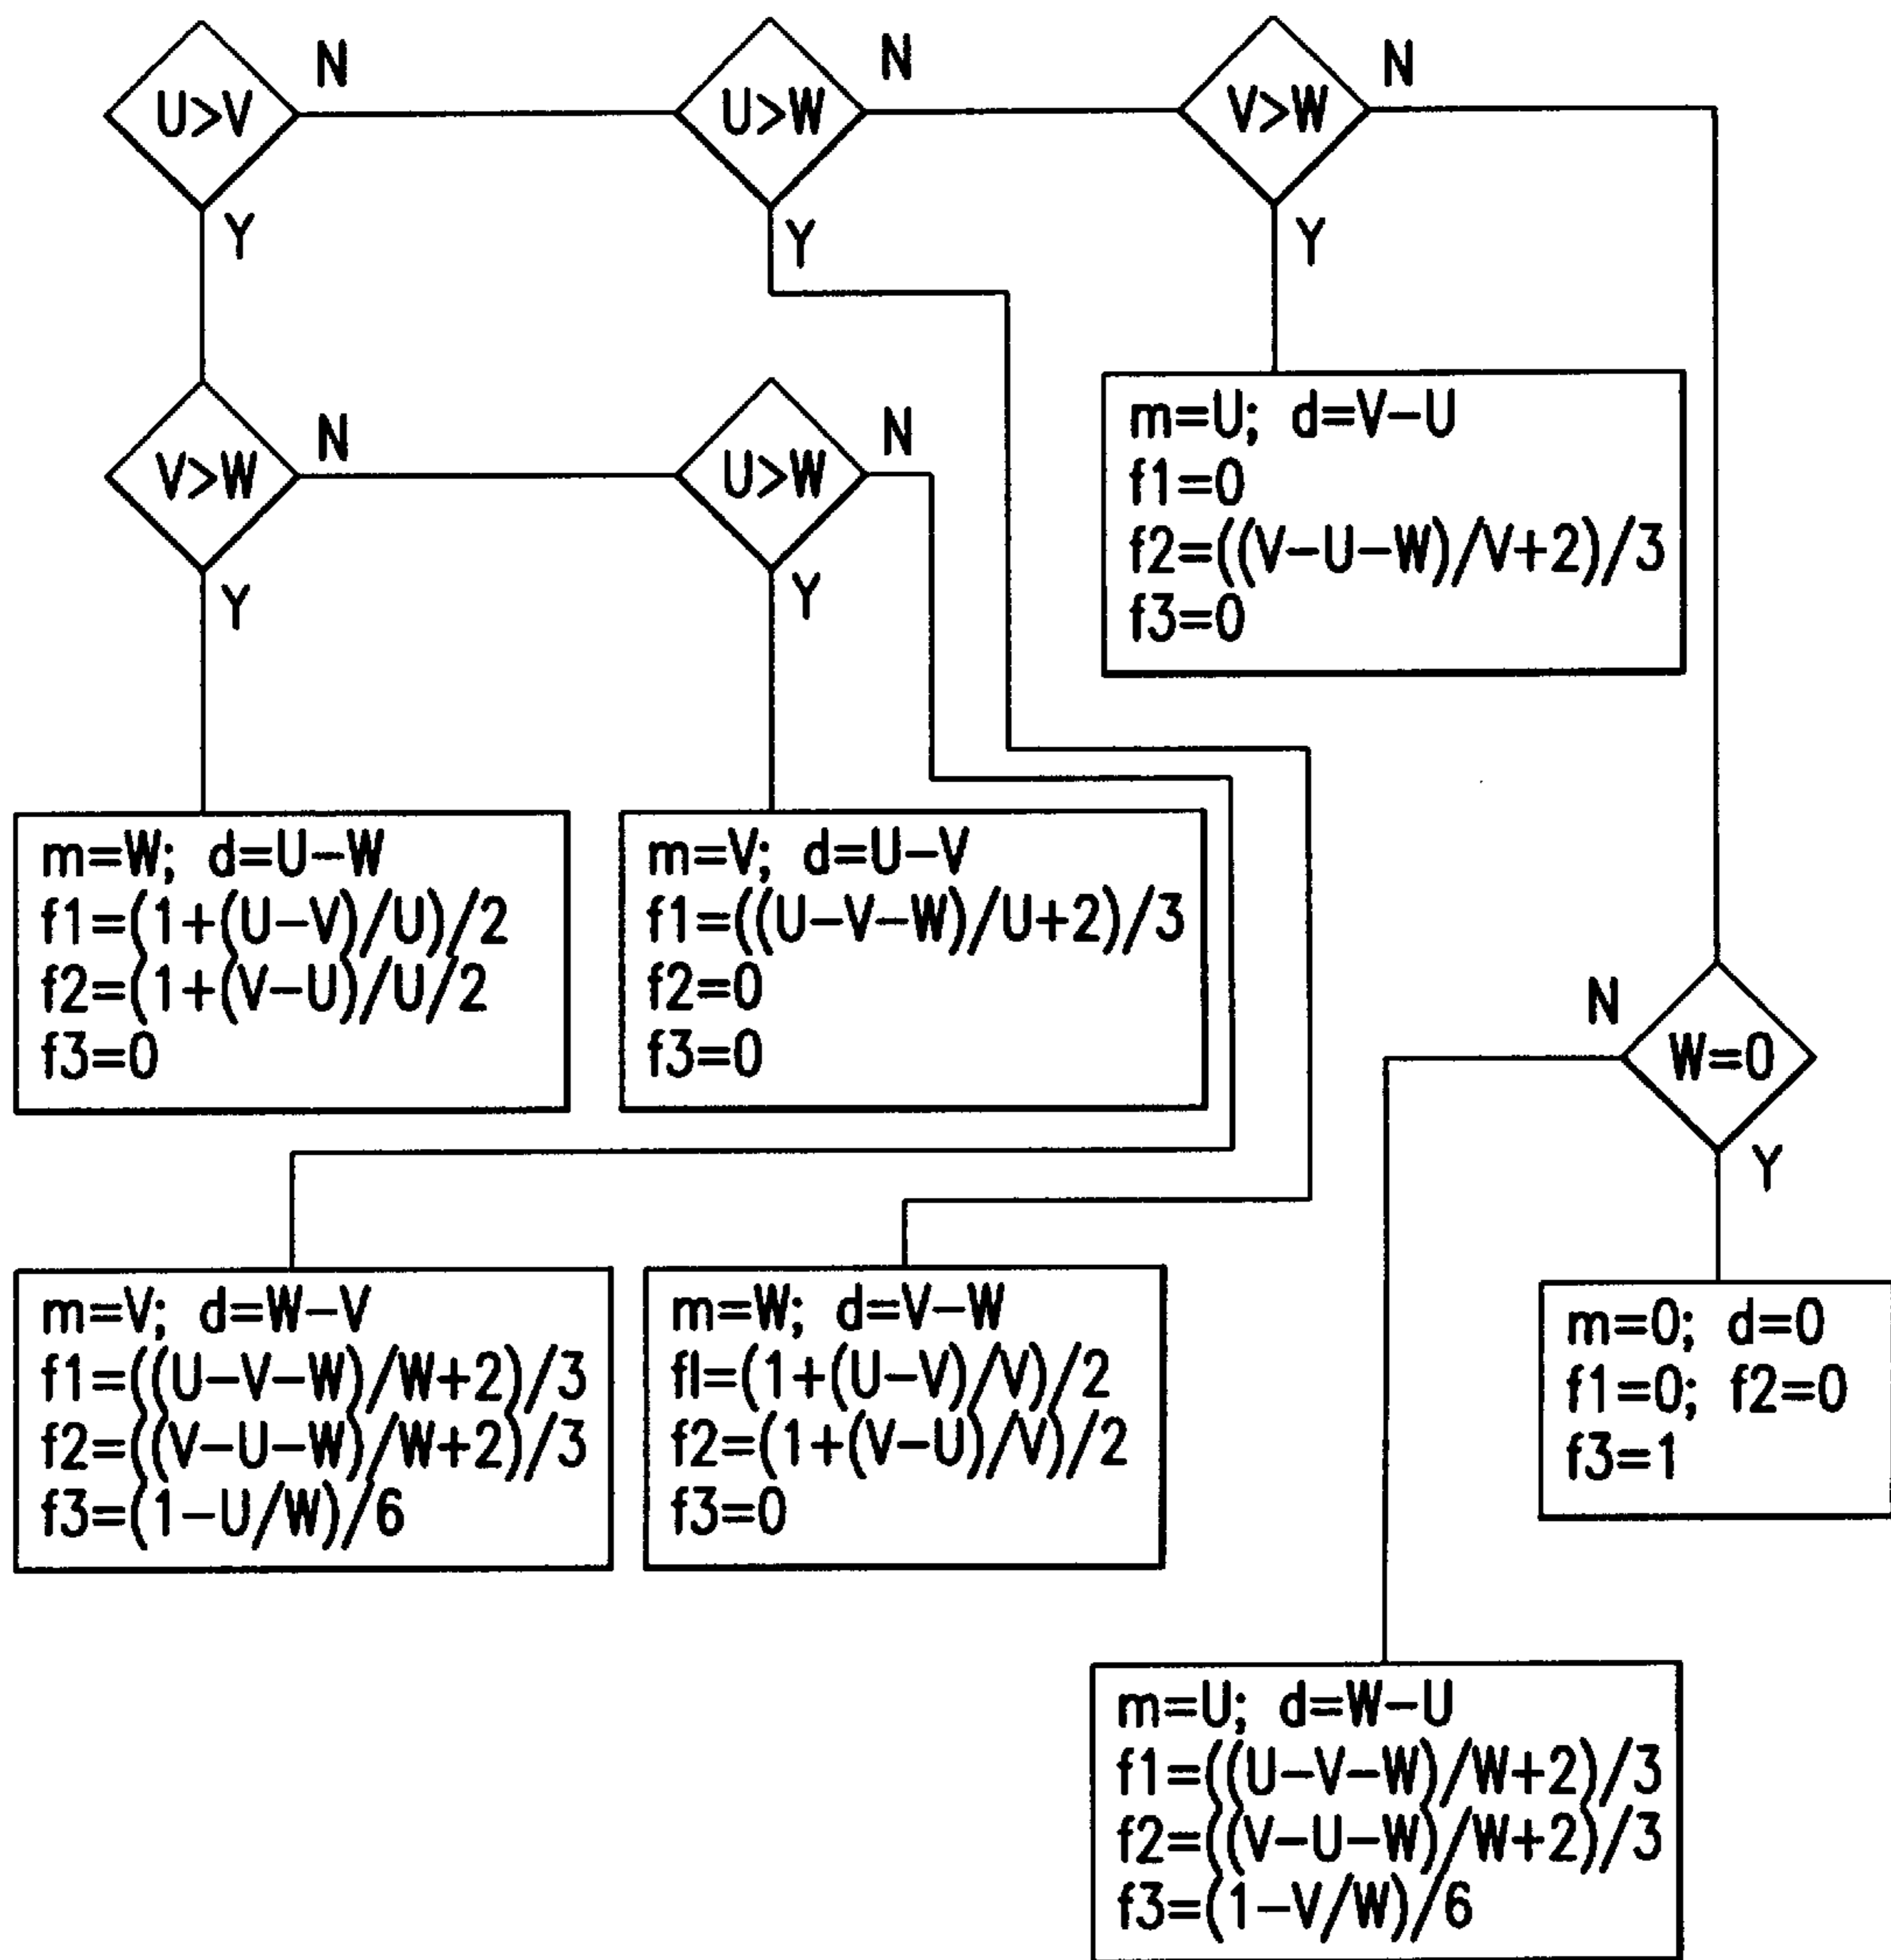 U>V
N
Y
U>W
N
Y
V>W
N
Y
V>W
N
Y
U>W
N
Y
m=U; d=V-U
f1=0
f2=((V-U-W)/V+2)/3
f3=0
m=W; d=U-W
f1=(1+(U-V)/U)/2
f2=(1+(V-U)/U/2
f3=0
m=V; d=U-V
f1=((U-V-W)/U+2)/3
f2=0
f3=0
N
W=0
Y
m=V; d=W-V
f1=((U-V-W)/W+2)/3
f2=((V-U-W)/W+2)/3
f3=(1-U/W)/6
m=W; d=V-W
fl=(1+(U-V)/V)/2
f2=(1+(V-U)/V)/2
f3=0
m=0; d=0
f1=0; f2=0
f3=1
m=U; d=W-U
f1=((U-V-W)/W+2)/3
f2=((V-U-W)/W+2)/3
f3=(1-V/W)/6